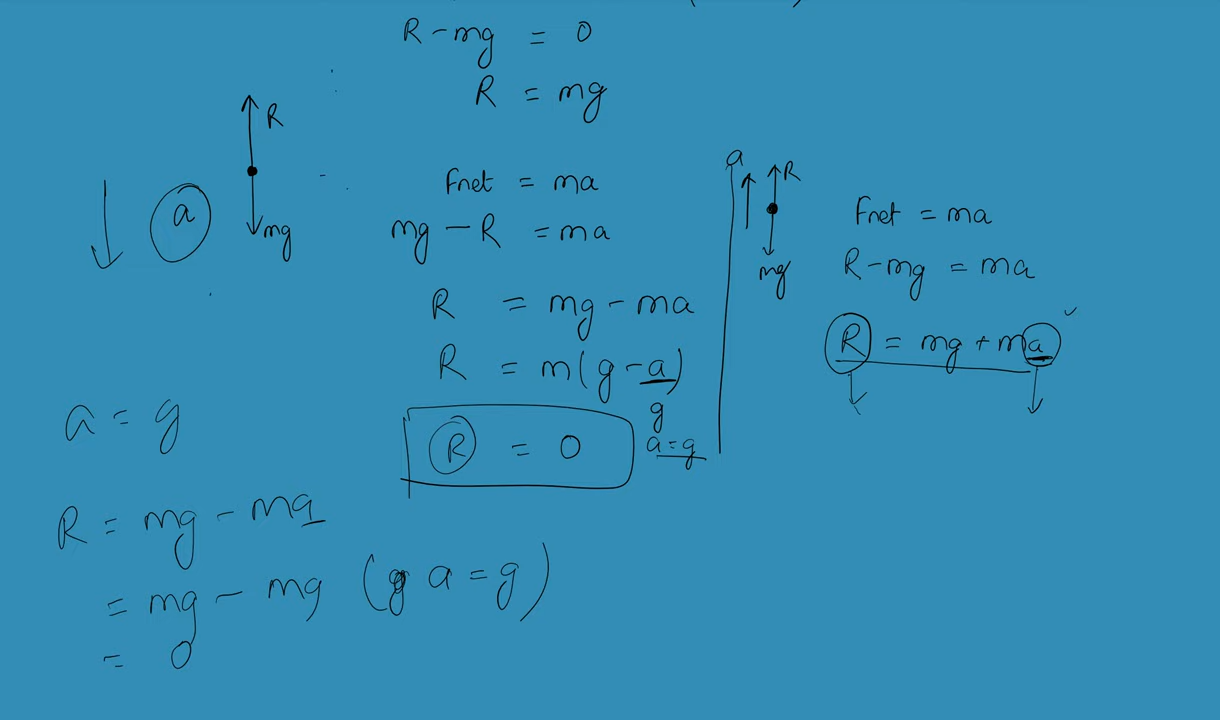 R - mg = 0
R = mg
R
a
mg
Fnet = ma
mg - R = ma
R = mg - ma
R = m(g - a)
g
R = 0
a = g
a = g
R = mg - ma
= mg - mg (g a = g)
= 0
a
R
mg
Fnet = ma
R - mg = ma
R = mg + ma